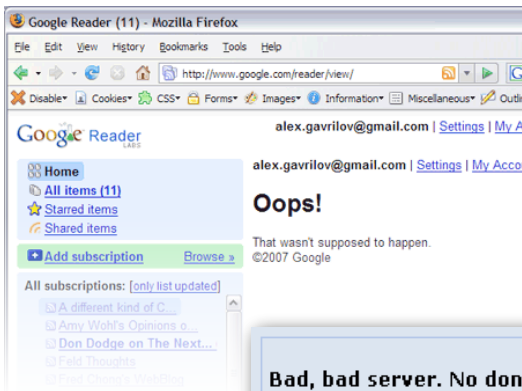 Google Reader (11) - Mozilla Firefox
File Edit View History Bookmarks Tools Help
http://www.google.com/reader/view/
Disable Cookies CSS Forms Images Information Miscellaneous Outli
Google Reader
LABS
alex.gavrilov@gmail.com | Settings | My A
Home
alex.gavrilov@gmail.com | Settings | My Acco
All items (11)
Starred items
Shared items
Oops!
That wasn't supposed to happen.
©2007 Google
Add subscription Browse »
All subscriptions: [only list updated]
A different kind of C...
Amy Wohl's Opinions o...
Don Dodge on The Next...
Feld Thoughts
Bad, bad server. No don